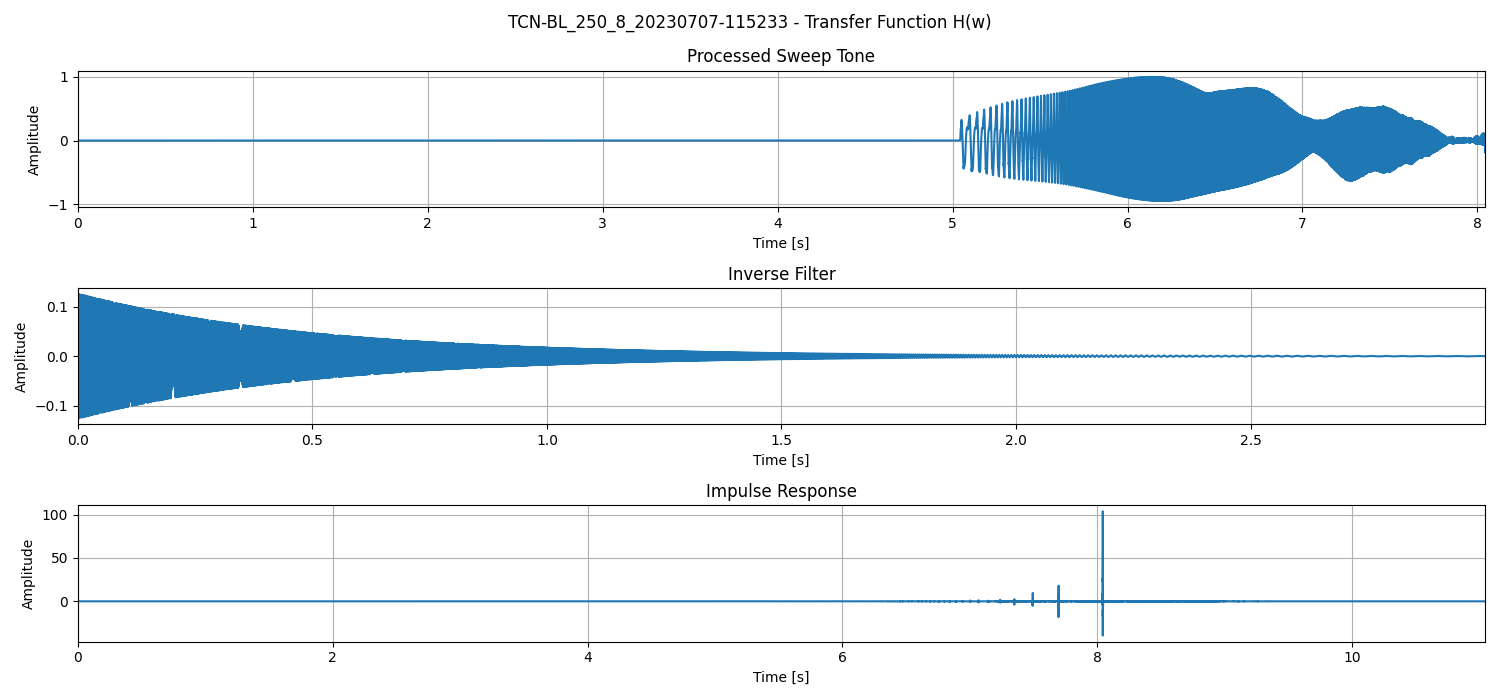 TCN-BL_250_8_20230707-115233 - Transfer Function H(w)
Processed Sweep Tone
1
0
−1
Amplitude
0 1 2 3 4 5 6 7 8
Time [s]
Inverse Filter
0.1
0.0
−0.1
Amplitude
0.0 0.5 1.0 1.5 2.0 2.5
Time [s]
Impulse Response
100
50
0
Amplitude
0 2 4 6 8 10
Time [s]